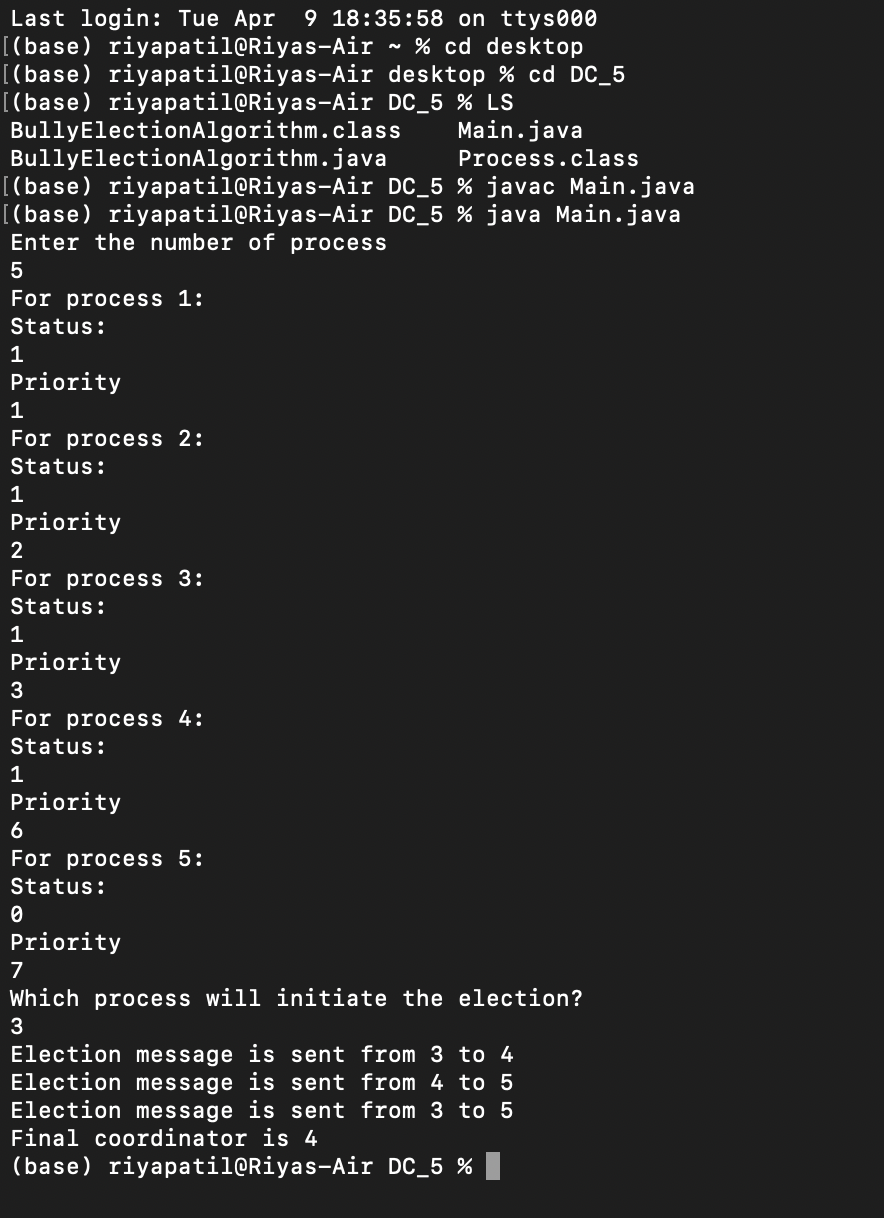 Last login: Tue Apr  9 18:35:58 on ttys000
[(base) riyapatil@Riyas-Air ~ % cd desktop
[(base) riyapatil@Riyas-Air desktop % cd DC_5
[(base) riyapatil@Riyas-Air DC_5 % LS
BullyElectionAlgorithm.class    Main.java
BullyElectionAlgorithm.java     Process.class
[(base) riyapatil@Riyas-Air DC_5 % javac Main.java
[(base) riyapatil@Riyas-Air DC_5 % java Main.java
Enter the number of process
5
For process 1:
Status:
1
Priority
1
For process 2:
Status:
1
Priority
2
For process 3:
Status:
1
Priority
3
For process 4:
Status:
1
Priority
6
For process 5:
Status:
0
Priority
7
Which process will initiate the election?
3
Election message is sent from 3 to 4
Election message is sent from 4 to 5
Election message is sent from 3 to 5
Final coordinator is 4
(base) riyapatil@Riyas-Air DC_5 %